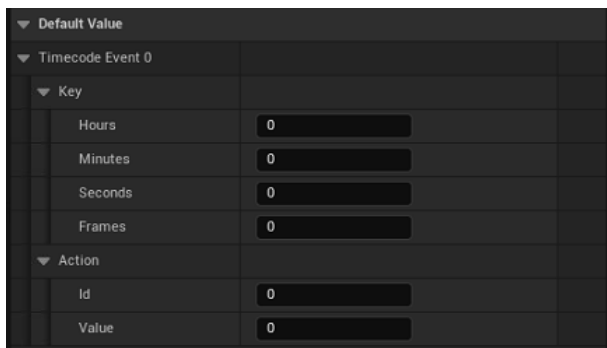 Default Value
Timecode Event 0
Key
Hours 0
Minutes 0
Seconds 0
Frames 0
Action
Id 0
Value 0